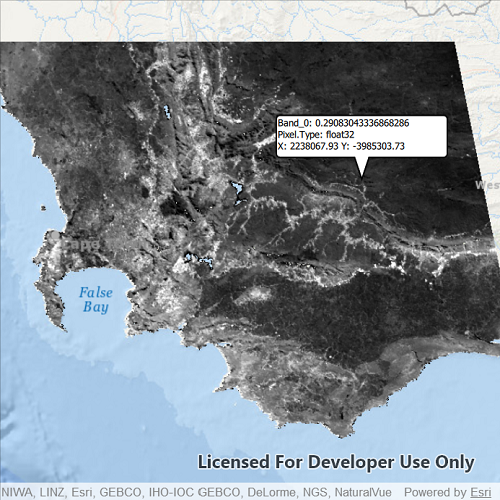 Band_0: 0.29083043336868286
Pixel.Type: float32
X: 2238067.93 Y: -3985303.73
Cape
False
Bay
Licensed For Developer Use Only
NIWA, LINZ, Esri, GEBCO, IHO-IOC GEBCO, DeLorme, NGS, NaturalVue Powered by Esri